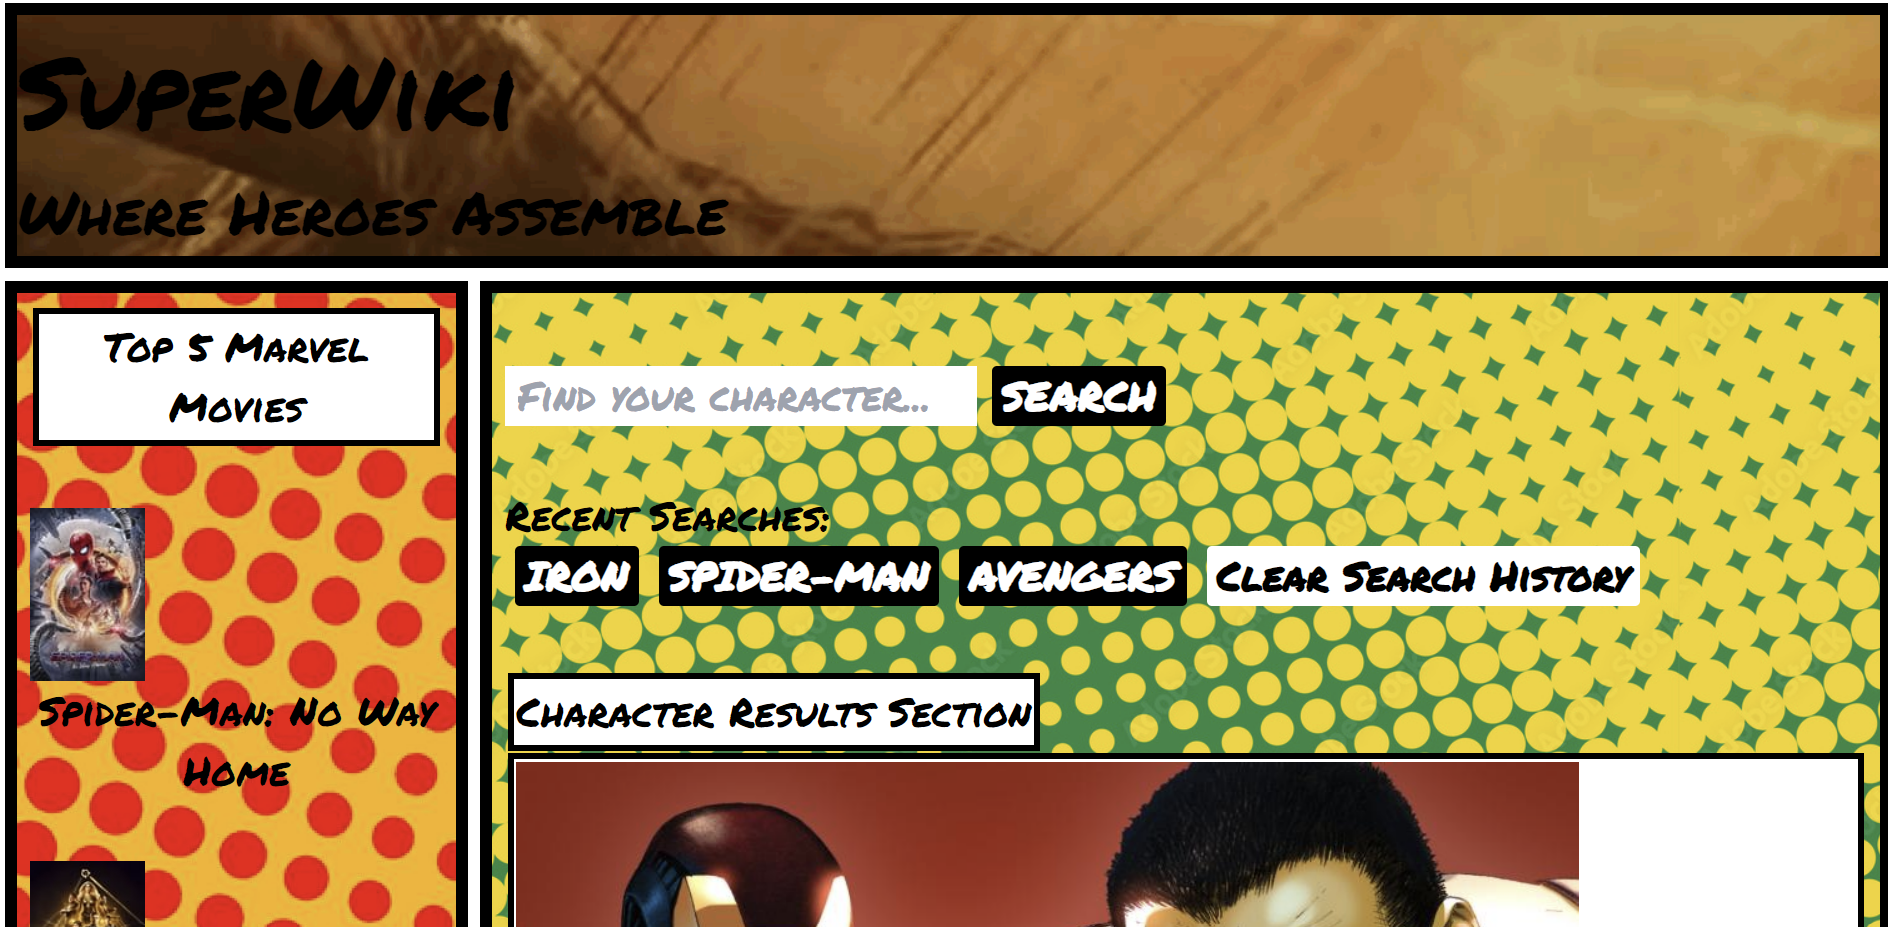 SuperWiki
Where Heroes Assemble
Top 5 Marvel
Movies
Find your character...
SEARCH
Recent Searches:
IRON
SPIDER-MAN
AVENGERS
Clear Search History
Spider-Man: No Way
Home
Character Results Section